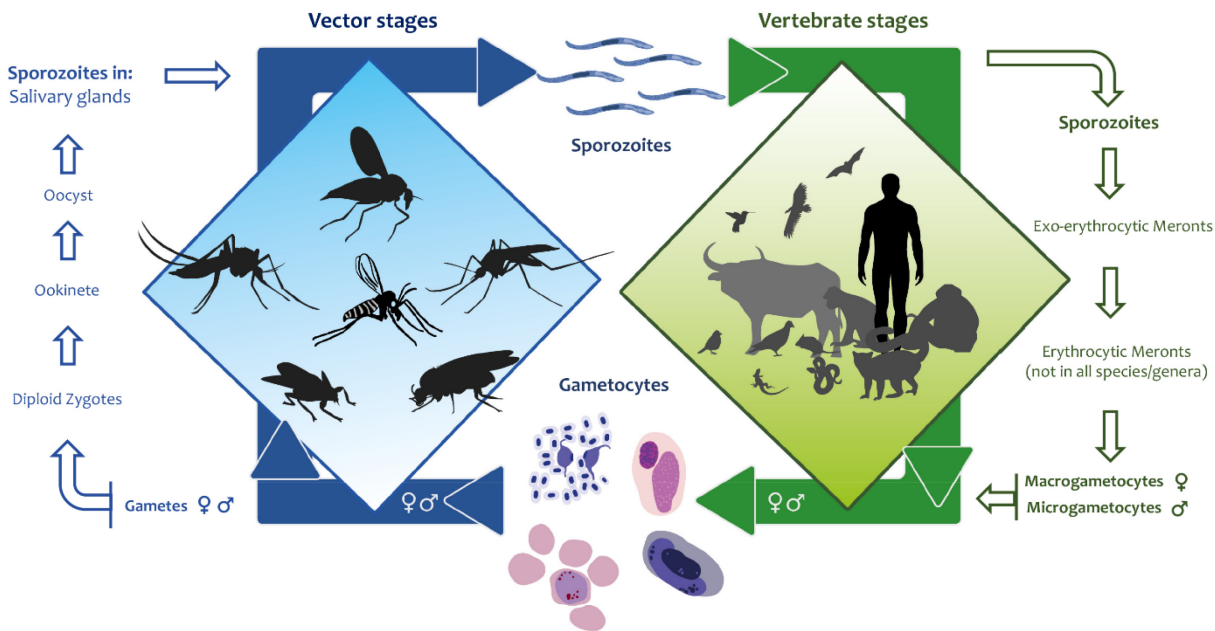 Vector stages
Vertebrate stages
Sporozoites in:
Salivary glands
Oocyst
Ookinete
Diploid Zygotes
Gametes ♀ ♂
♀♂
Sporozoites
Gametocytes
♀♂
Sporozoites
Exo-erythrocytic Meronts
Erythrocytic Meronts
(not in all species/genera)
Macrogametocytes ♀
Microgametocytes ♂